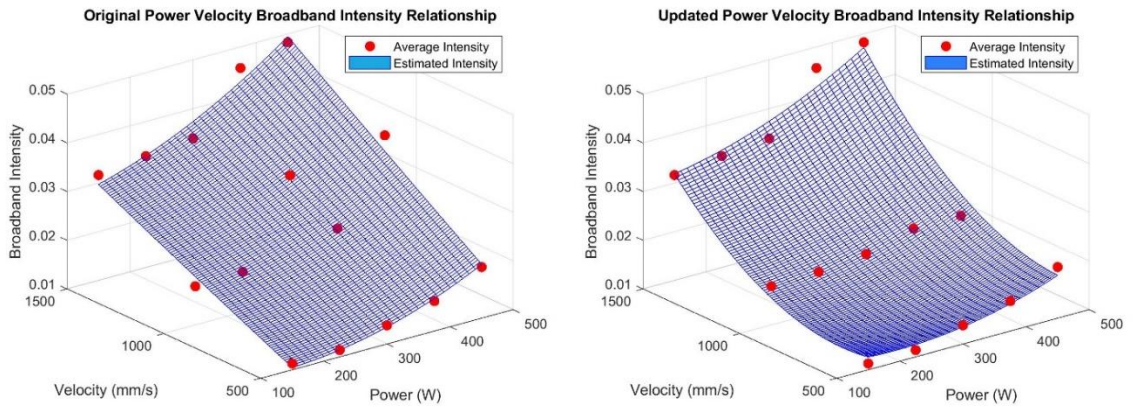 Original Power Velocity Broadband Intensity Relationship
Average Intensity
Estimated Intensity
0.05
0.04
0.03
0.02
0.01
Broadband Intensity
1500
1000
500
Velocity (mm/s)
100
200
300
400
500
Power (W)
Updated Power Velocity Broadband Intensity Relationship
Average Intensity
Estimated Intensity
0.05
0.04
0.03
0.02
0.01
Broadband Intensity
1500
1000
500
Velocity (mm/s)
100
200
300
400
500
Power (W)